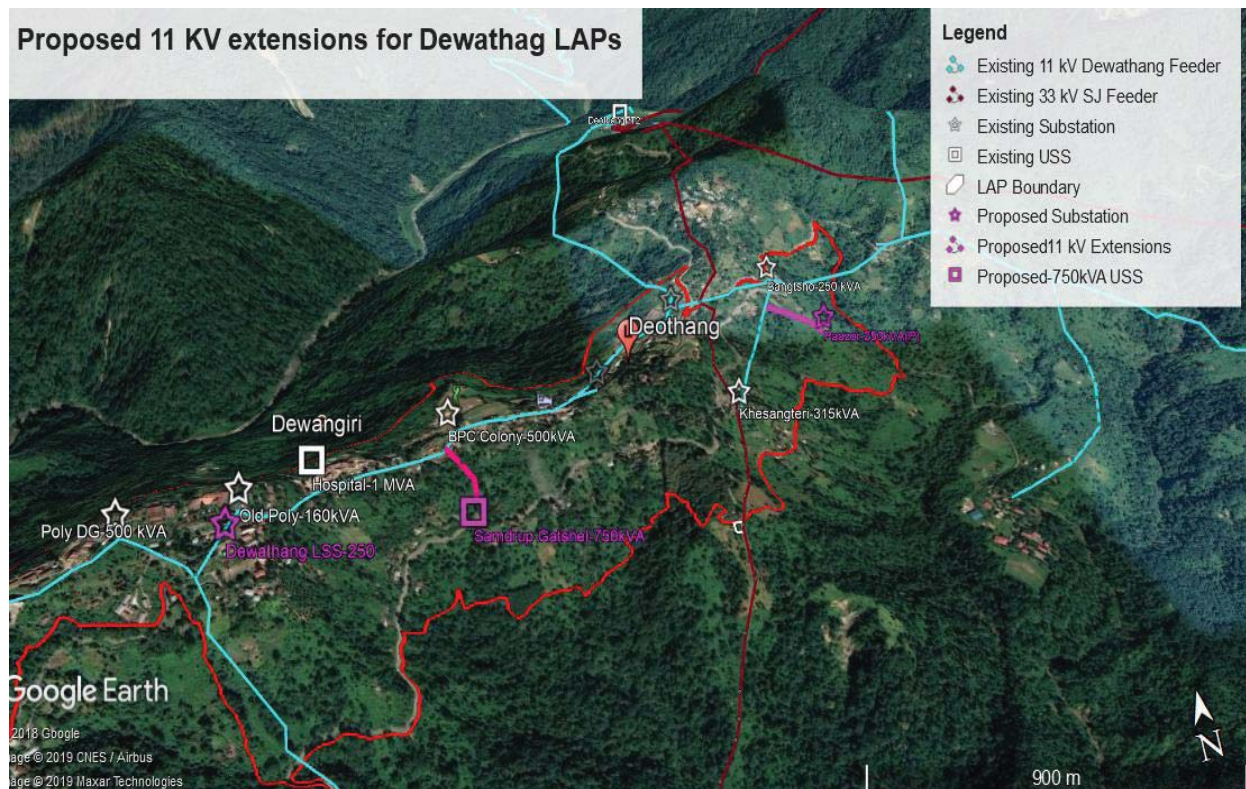 Proposed 11 KV extensions for Dewathag LAPs
Legend
Existing 11 kV Dewathang Feeder
Existing 33 kV SJ Feeder
Existing Substation
Existing USS
LAP Boundary
Proposed Substation
Proposed11 kV Extensions
Proposed-750kVA USS
Bangtsho-250 kVA
Deothang
Khesangteri-315kVA
BPC Colony-500kVA
Dewangiri
Hospital-1 MVA
Old Poly-160kVA
Poly DG-500 kVA
Samdrup Gatshel-750kVA
Dewathang LSS-250
Google Earth
2018 Google
age © 2019 CNES / Airbus
age © 2019 Maxar Technologies
900 m
N